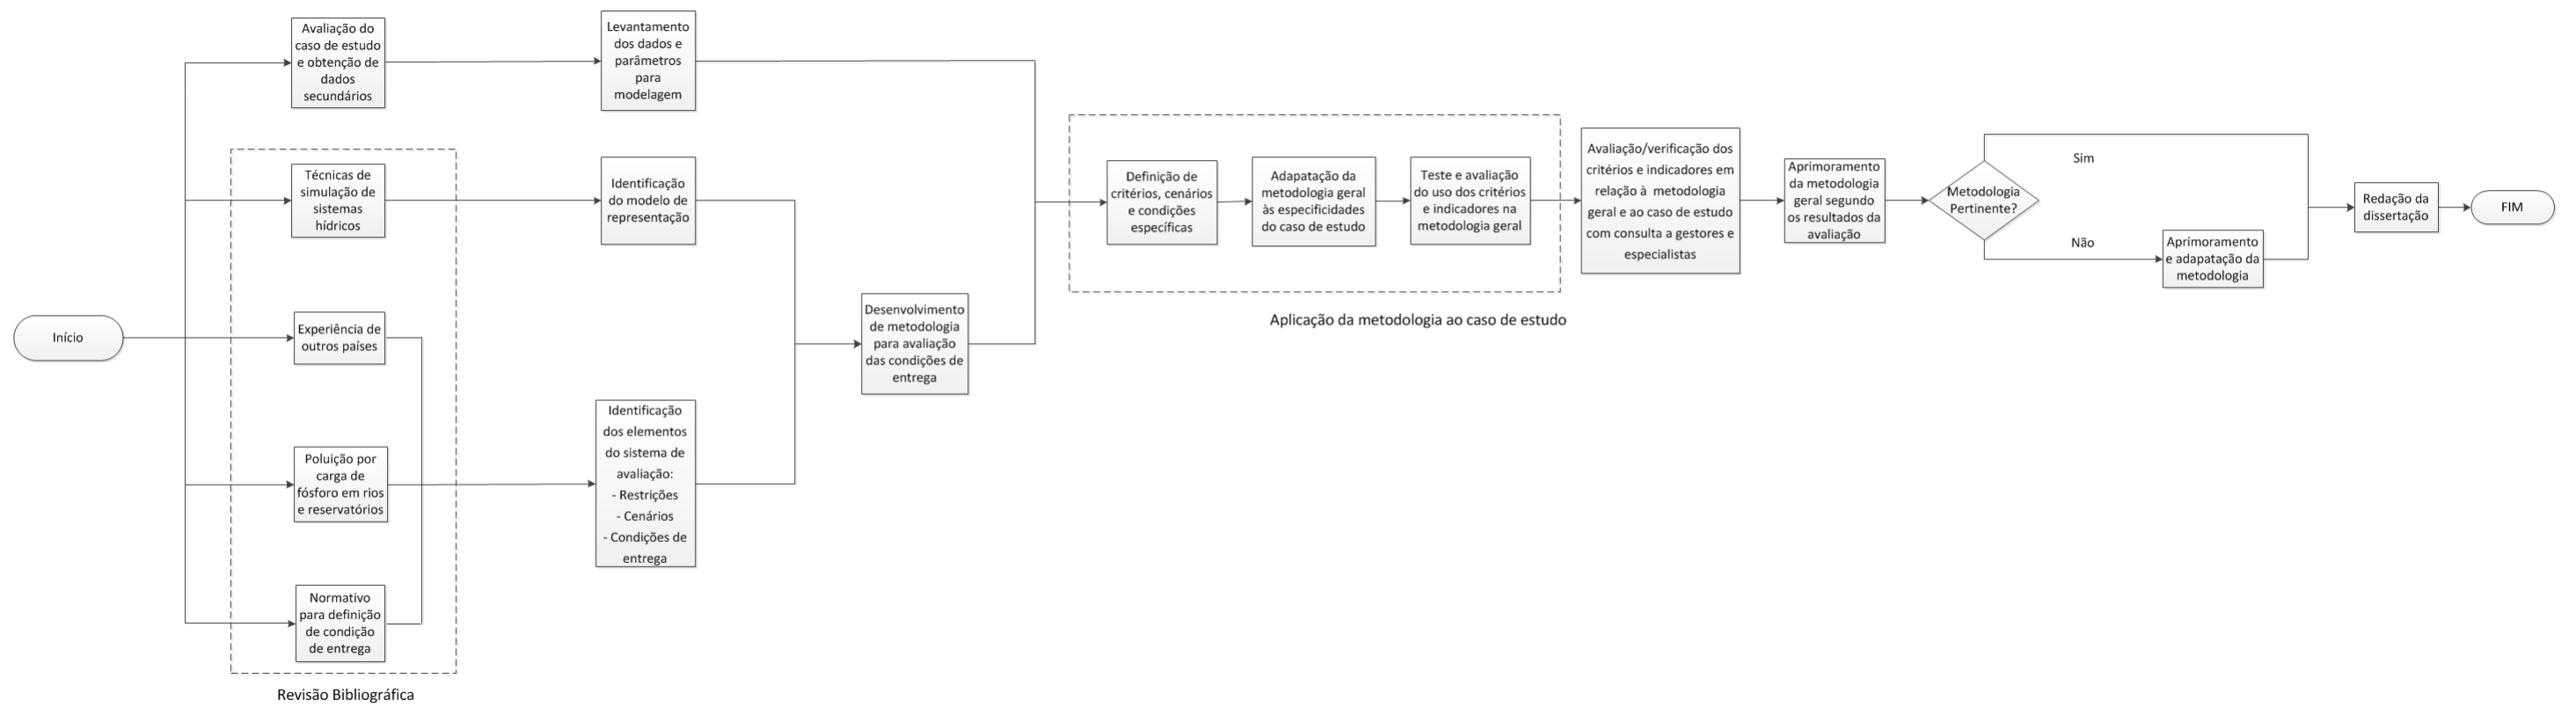 Avaliação do
caso de estudo
e obtenção de
dados
secundários
Levantamento
dos dados e
parâmetros
para
modelagem
Técnicas de
simulação de
sistemas
hídricos
Identificação
do modelo de
representação
Início
Experiência de
outros países
Poluição por
carga de
fósforo em rios
e reservatórios
Normativo
para definição
de condição
de entrega
Revisão Bibliográfica
Identificação
dos elementos
do sistema de
avaliação:
- Restrições
- Cenários
- Condições de
entrega
Desenvolvimento
de metodologia
para avaliação
das condições de
entrega
Definição de
critérios, cenários
e condições
específicas
Adapatação da
metodologia geral
às especificidades
do caso de estudo
Teste e avaliação
do uso dos critérios
e indicadores na
metodologia geral
Aplicação da metodologia ao caso de estudo
Avaliação/verificação dos
critérios e indicadores em
relação à  metodologia
geral e ao caso de estudo
com consulta a gestores e
especialistas
Aprimoramento
da metodologia
geral segundo
os resultados da
avaliação
Metodologia
Pertinente?
Sim
Não
Aprimoramento
e adapatação da
metodologia
Redação da
dissertação
FIM